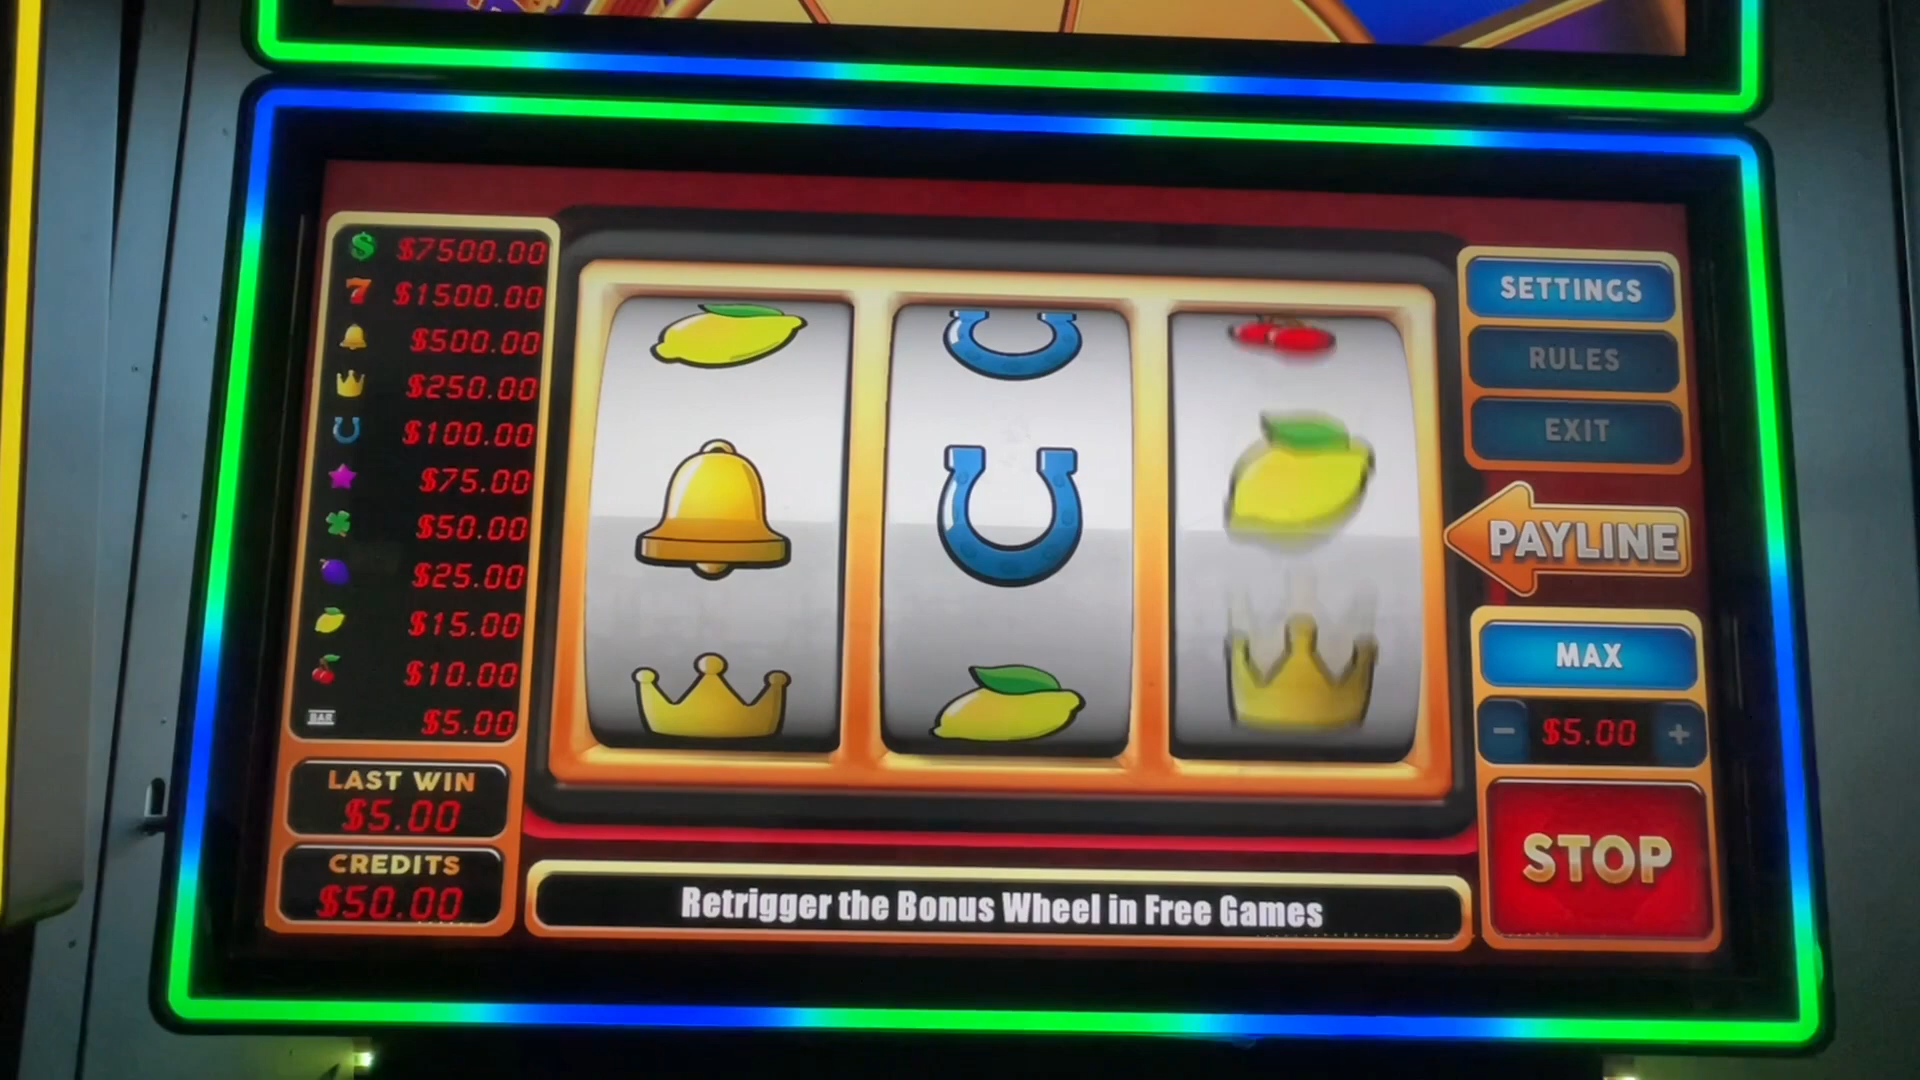 $7500.00
$1500.00
$500.00
$250.00
$100.00
$75.00
$50.00
$25.00
$15.00
$10.00
BAR $5.00
LAST WIN
$5.00
CREDITS
$50.00
Retrigger the Bonus Wheel in Free Games
SETTINGS
RULES
EXIT
PAYLINE
MAX
- $5.00 +
STOP